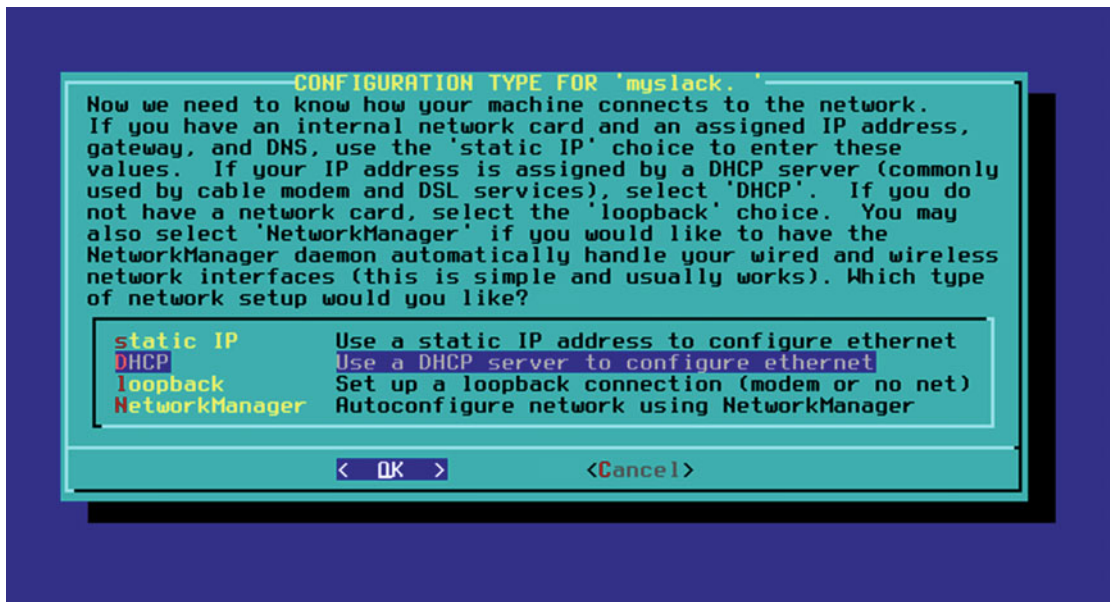 CONFIGURATION TYPE FOR 'myslack. '
Now we need to know how your machine connects to the network.
If you have an internal network card and an assigned IP address,
gateway, and DNS, use the 'static IP' choice to enter these
values.  If your IP address is assigned by a DHCP server (commonly
used by cable modem and DSL services), select 'DHCP'.  If you do
not have a network card, select the 'loopback' choice.  You may
also select 'NetworkManager' if you would like to have the
NetworkManager daemon automatically handle your wired and wireless
network interfaces (this is simple and usually works). Which type
of network setup would you like?
static IP Use a static IP address to configure ethernet
DHCP Use a DHCP server to configure ethernet
loopback Set up a loopback connection (modem or no net)
NetworkManager Autoconfigure network using NetworkManager
< OK > <Cancel>